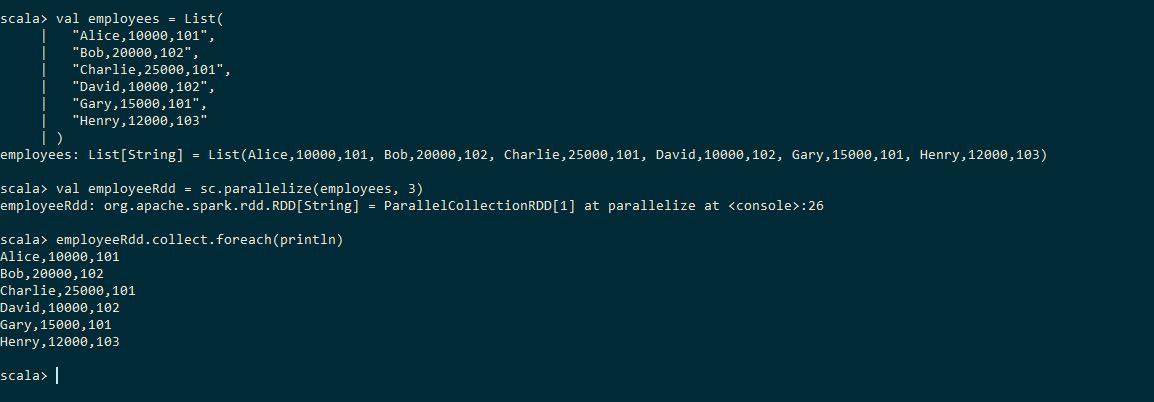 scala> val employees = List(
     |   "Alice,10000,101",
     |   "Bob,20000,102",
     |   "Charlie,25000,101",
     |   "David,10000,102",
     |   "Gary,15000,101",
     |   "Henry,12000,103"
     | )
employees: List[String] = List(Alice,10000,101, Bob,20000,102, Charlie,25000,101, David,10000,102, Gary,15000,101, Henry,12000,103)
scala> val employeeRdd = sc.parallelize(employees, 3)
employeeRdd: org.apache.spark.rdd.RDD[String] = ParallelCollectionRDD[1] at parallelize at <console>:26
scala> employeeRdd.collect.foreach(println)
Alice,10000,101
Bob,20000,102
Charlie,25000,101
David,10000,102
Gary,15000,101
Henry,12000,103
scala>